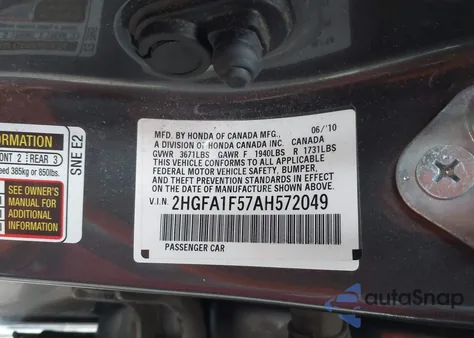 MFD. BY HONDA OF CANADA MFG., 06/'10
A DIVISION OF HONDA CANADA INC. CANADA
GVWR 3671LBS GAWR F 1940LBS R 1731LBS
THIS VEHICLE CONFORMS TO ALL APPLICABLE
FEDERAL MOTOR VEHICLE SAFETY, BUMPER,
AND THEFT PREVENTION STANDARDS IN EFFECT
ON THE DATE OF MANUFACTURE SHOWN ABOVE.
V.I.N. 2HGFA1F57AH572049
PASSENGER CAR
SNE E2
FRONT 2 REAR 3
385kg or 850lbs.
SEE OWNER'S
MANUAL FOR
ADDITIONAL
INFORMATION
autoSnap